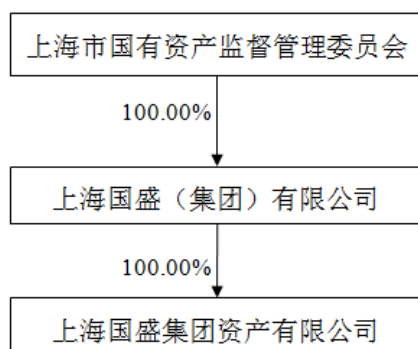 上海市国有资产监督管理委员会
100.00%
上海国盛（集团）有限公司
100.00%
上海国盛集团资产有限公司